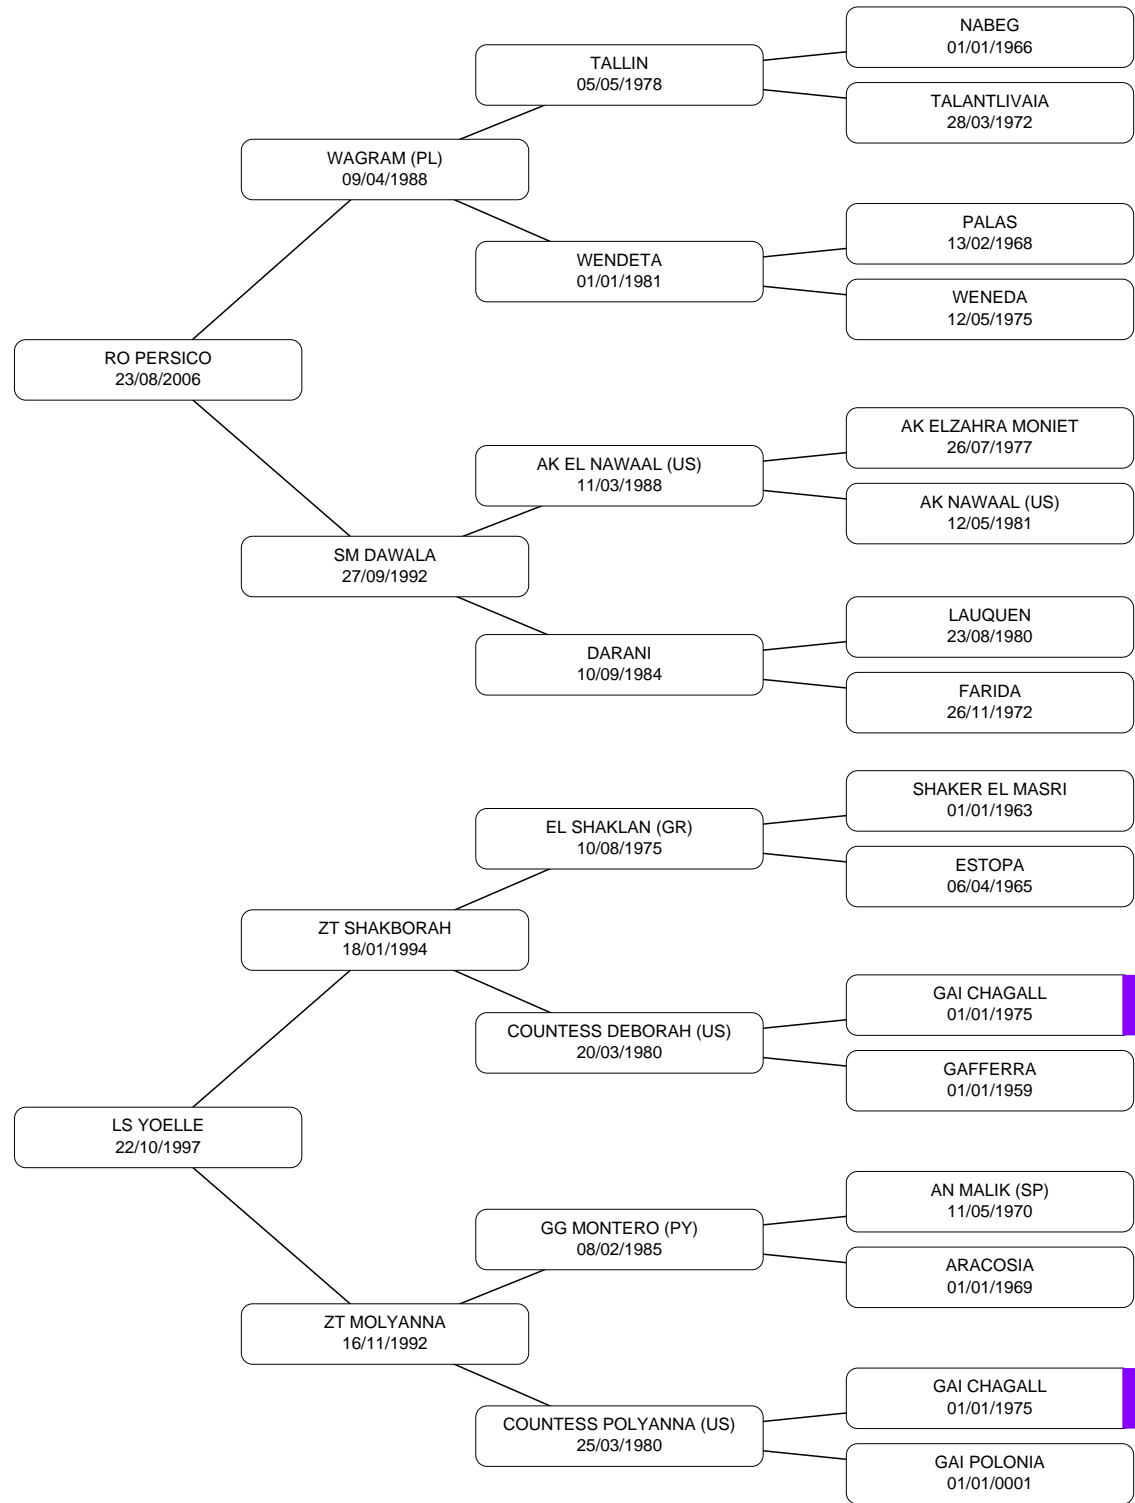 NABEG
01/01/1966
TALLIN
05/05/1978
TALANTLIVAIA
28/03/1972
WAGRAM (PL)
09/04/1988
PALAS
13/02/1968
WENDETA
01/01/1981
WENEDA
12/05/1975
RO PERSICO
23/08/2006
AK ELZAHRA MONIET
26/07/1977
AK EL NAWAAL (US)
11/03/1988
AK NAWAAL (US)
12/05/1981
SM DAWALA
27/09/1992
LAUQUEN
23/08/1980
DARANI
10/09/1984
FARIDA
26/11/1972
SHAKER EL MASRI
01/01/1963
EL SHAKLAN (GR)
10/08/1975
ESTOPA
06/04/1965
ZT SHAKBORAH
18/01/1994
GAI CHAGALL
01/01/1975
COUNTESS DEBORAH (US)
20/03/1980
GAFFERRA
01/01/1959
LS YOELLE
22/10/1997
AN MALIK (SP)
11/05/1970
GG MONTERO (PY)
08/02/1985
ARACOSIA
01/01/1969
ZT MOLYANNA
16/11/1992
GAI CHAGALL
01/01/1975
COUNTESS POLYANNA (US)
25/03/1980
GAI POLONIA
01/01/0001